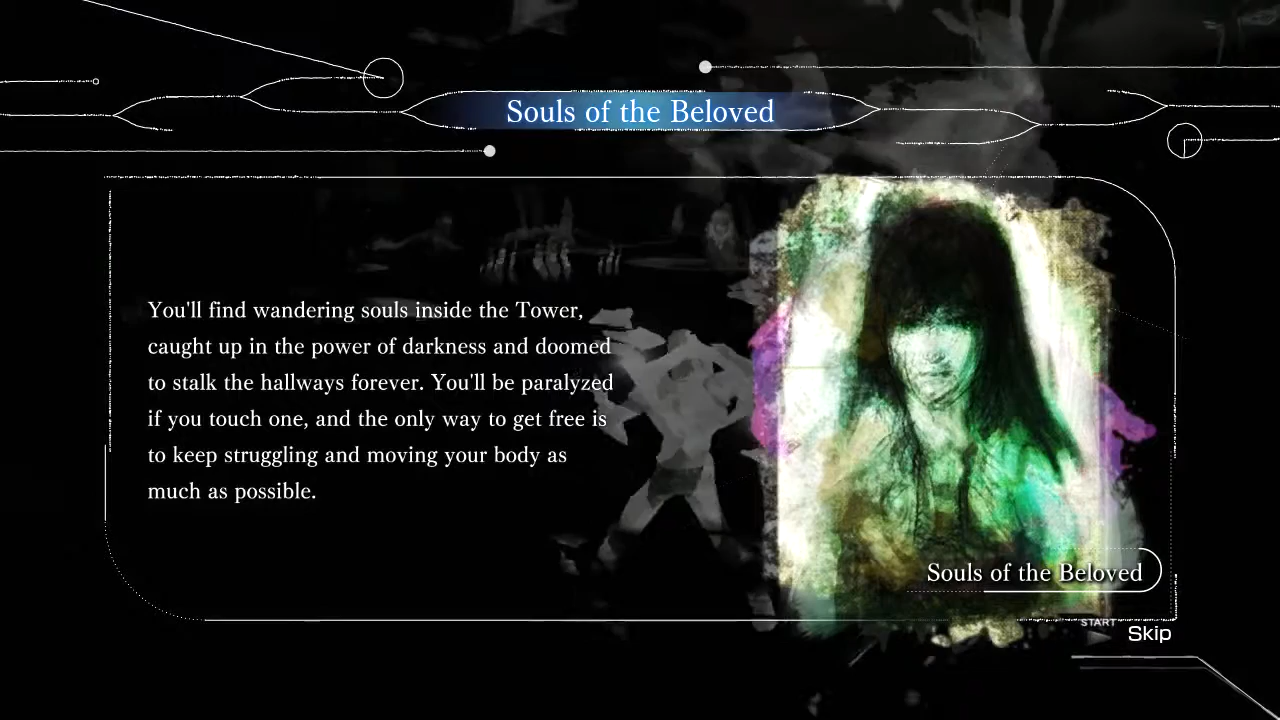 Souls of the Beloved
You'll find wandering souls inside the Tower,
caught up in the power of darkness and doomed
to stalk the hallways forever. You'll be paralyzed
if you touch one, and the only way to get free is
to keep struggling and moving your body as
much as possible.
Souls of the Beloved
START
Skip